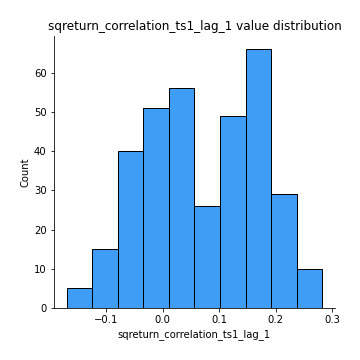 sqreturn_correlation_ts1_lag_1 value distribution
60
50
40
30
20
10
0
Count
−0.1 0.0 0.1 0.2 0.3
sqreturn_correlation_ts1_lag_1